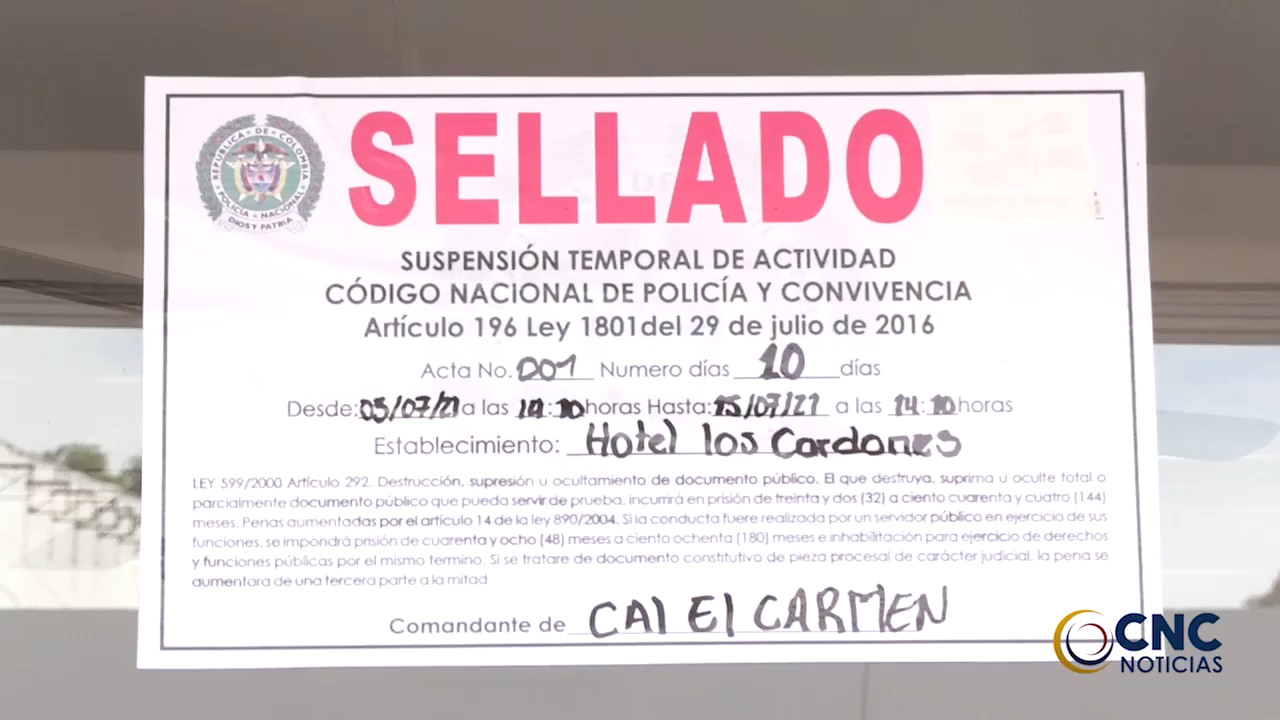 SELLADO
REPÚBLICA DE COLOMBIA
POLICÍA NACIONAL
DIOS Y PATRIA
SUSPENSIÓN TEMPORAL DE ACTIVIDAD
CÓDIGO NACIONAL DE POLICÍA Y CONVIVENCIA
Artículo 196 Ley 1801del 29 de julio de 2016
Acta No. 001 Numero días 10 días
Desde: 05/07/21 a las 14:10 horas Hasta: 15/07/21 a las 14:10 horas
Establecimiento: Hotel los Cardones
LEY 599/2000 Artículo 292. Destrucción, supresión u ocultamiento de documento público. El que destruya, suprima u oculte total o
parcialmente documento público que pueda servir de prueba, incurrirá en prisión de treinta y dos (32) a ciento cuarenta y cuatro (144)
meses. Penas aumentadas por el artículo 14 de la ley 890/2004. Si la conducta fuere realizada por un servidor público en ejercicio de sus
funciones, se impondrá prisión de cuarenta y ocho (48) meses a ciento ochenta (180) meses e inhabilitación para ejercicio de derechos
y funciones públicas por el mismo termino. Si se tratare de documento constitutivo de pieza procesal de carácter judicial, la pena se
aumentara de una tercera parte a la mitad
Comandante de CAI El CARMEN
CNC
NOTICIAS